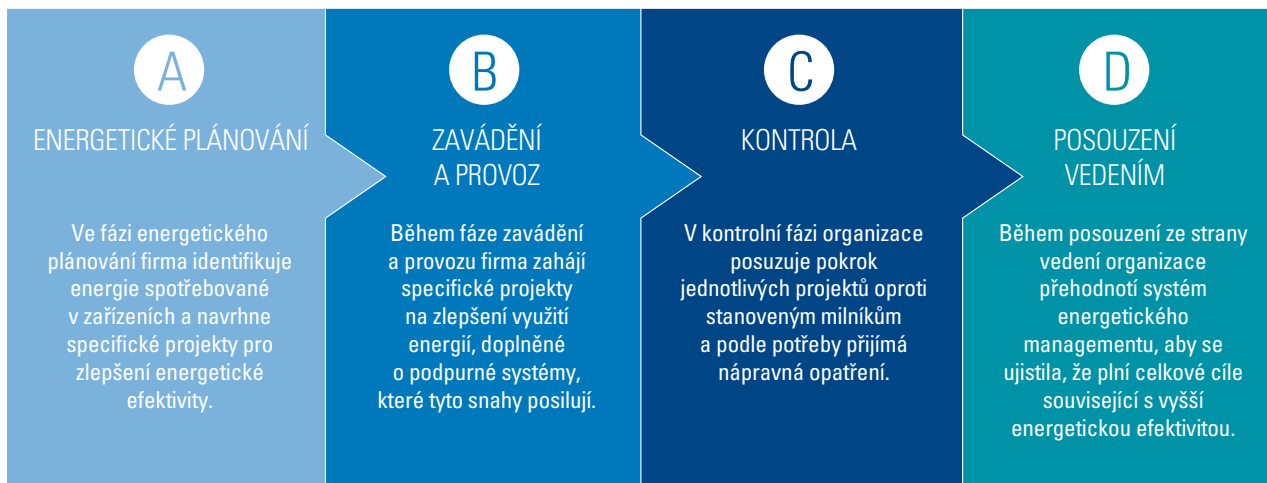 A
ENERGETICKÉ PLÁNOVÁNÍ
Ve fázi energetického
plánování firma identifikuje
energie spotřebované
v zařízeních a navrhne
specifické projekty pro
zlepšení energetické
efektivity.
B
ZAVÁDĚNÍ
A PROVOZ
Během fáze zavádění
a provozu firma zahájí
specifické projekty
na zlepšení využití
energií, doplněné
o podpurné systémy,
které tyto snahy posilují.
C
KONTROLA
V kontrolní fázi organizace
posuzuje pokrok
jednotlivých projektů oproti
stanoveným milníkům
a podle potřeby přijímá
nápravná opatření.
D
POSOUZENÍ
VEDENÍM
Během posouzení ze strany
vedení organizace
přehodnotí systém
energetického
managementu, aby se
ujistila, že plní celkové cíle
související s vyšší
energetickou efektivitou.